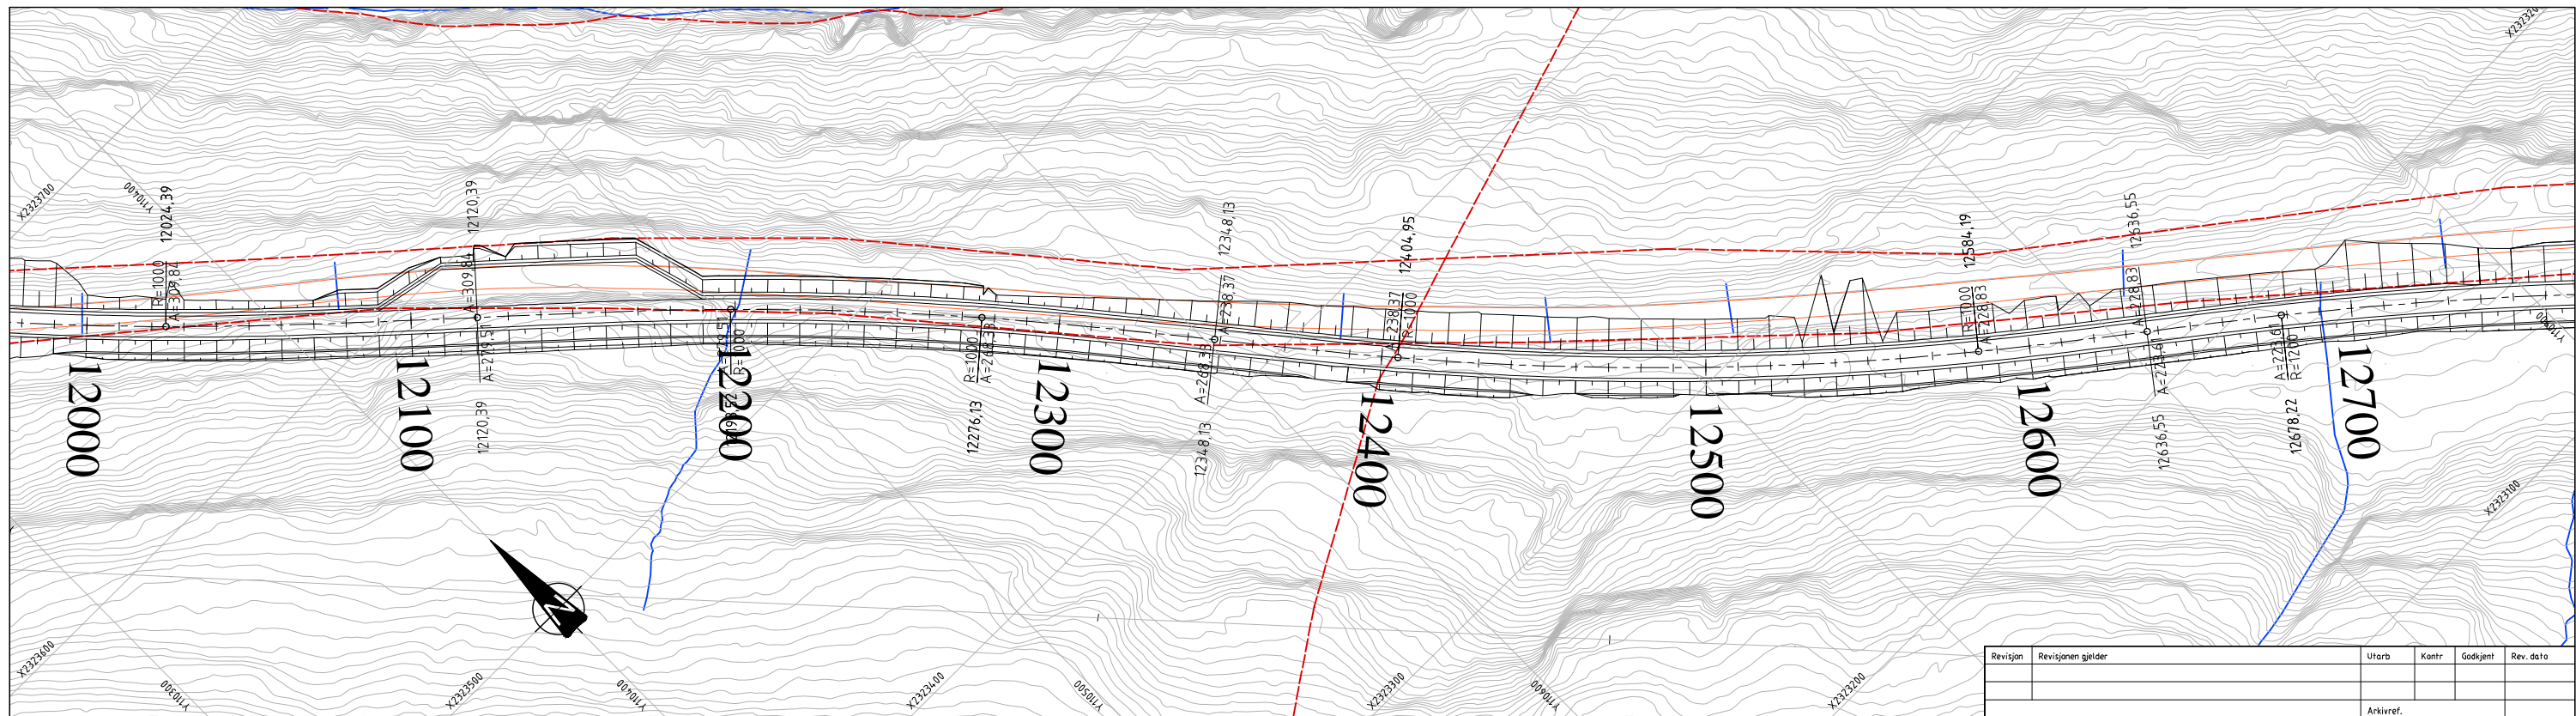 X2323700
Y110400
12024,39
R=1000
A=309,84
12000
12120,39
A=309,84
A=279,51
12120,39
12100
R=1000
12200
R=1000
A=268,33
12276,13
12300
12348,13
A=238,37
A=268,33
12348,13
12404,95
A=238,37
R=1000
12400
12500
12584,19
R=1000
A=228,83
12600
12636,55
A=228,83
A=223,61
12636,55
A=223,61
R=1200
12678,22
12700
X2323100
N
X2323600
Y110300
X2323500
Y110400
X2323400
Y110500
X2323300
Y110600
X2323200
Revisjon
Revisjonen gjelder
Utarb
Kontr
Godkjent
Rev. dato
Arkivref.